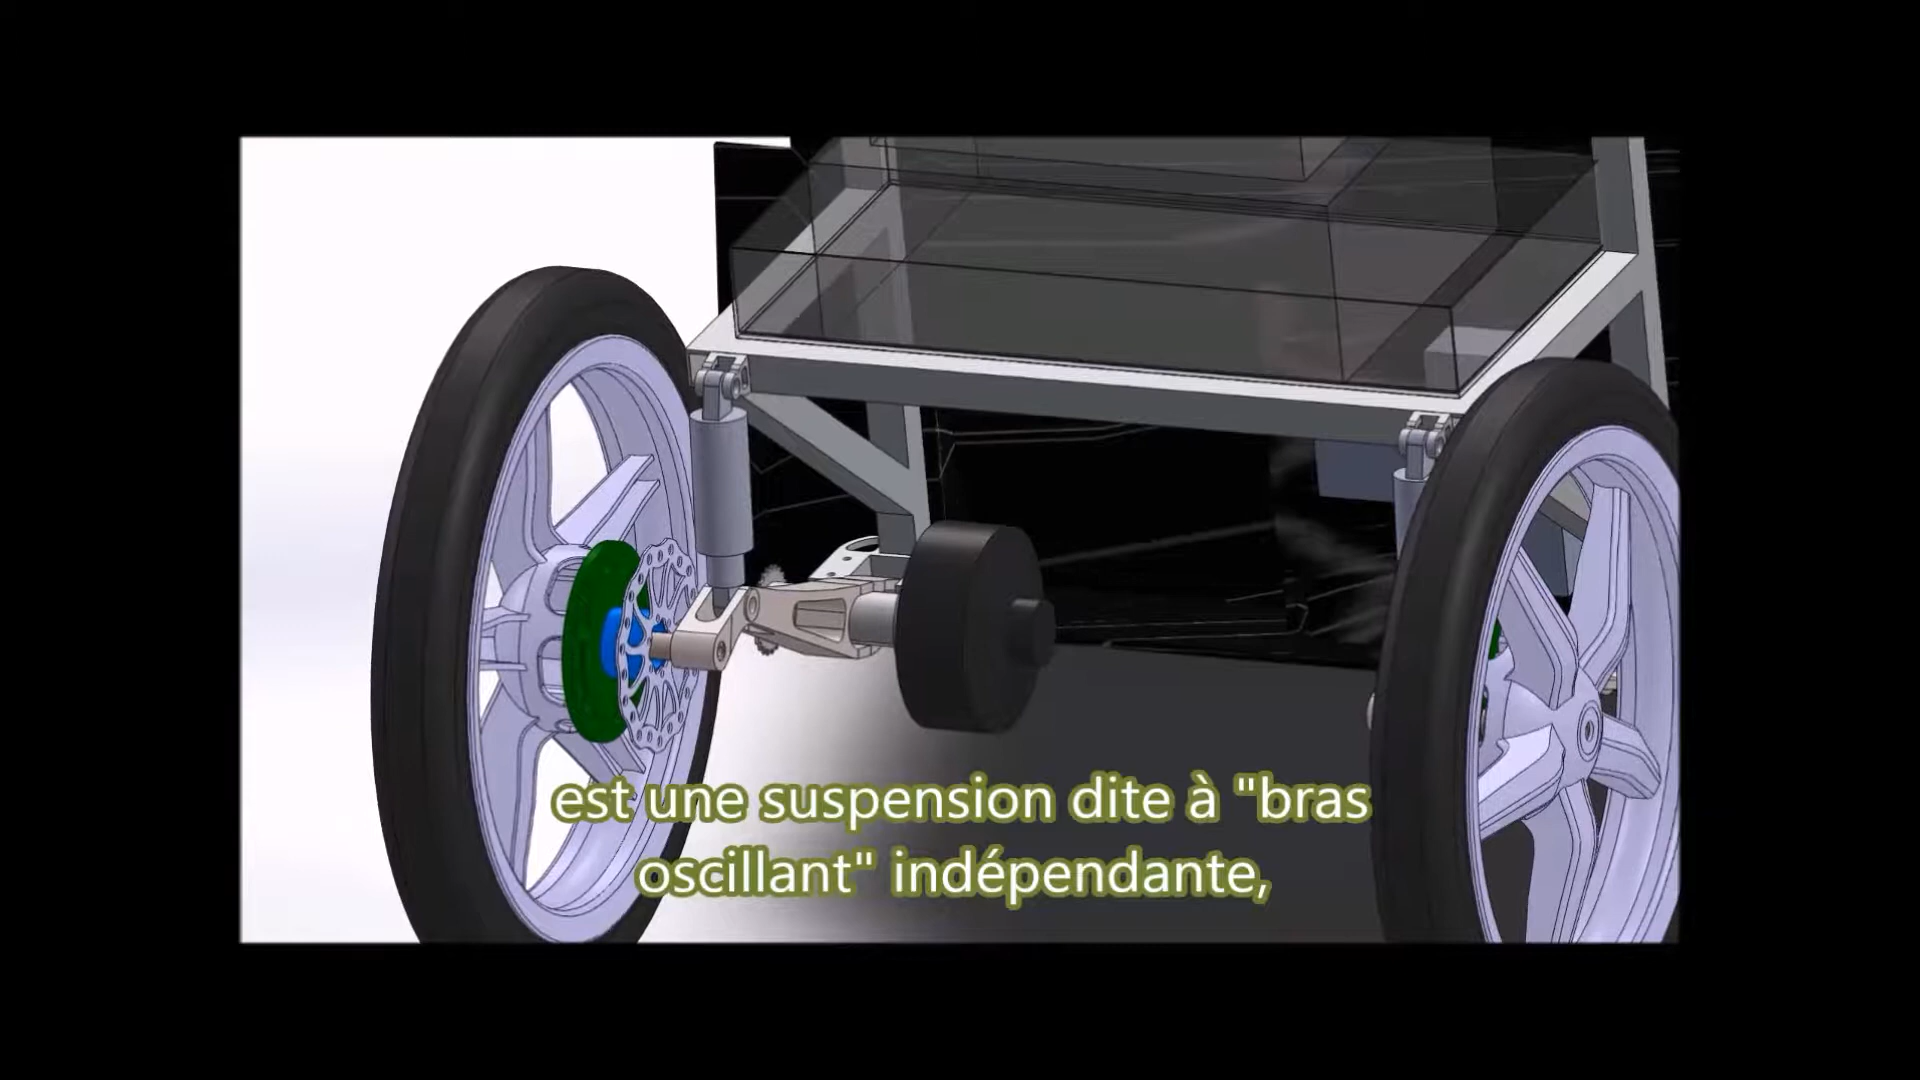 est une suspension dite à "bras
oscillant" indépendante,